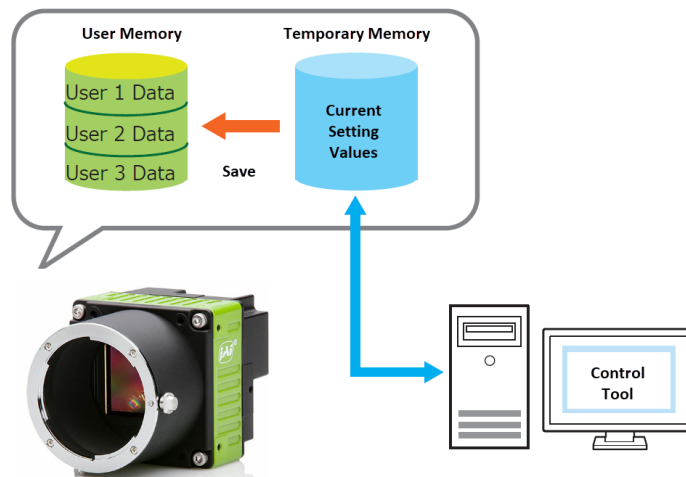 User Memory
Temporary Memory
User 1 Data
User 2 Data
User 3 Data
Current
Setting
Values
Save
JAI
Control
Tool